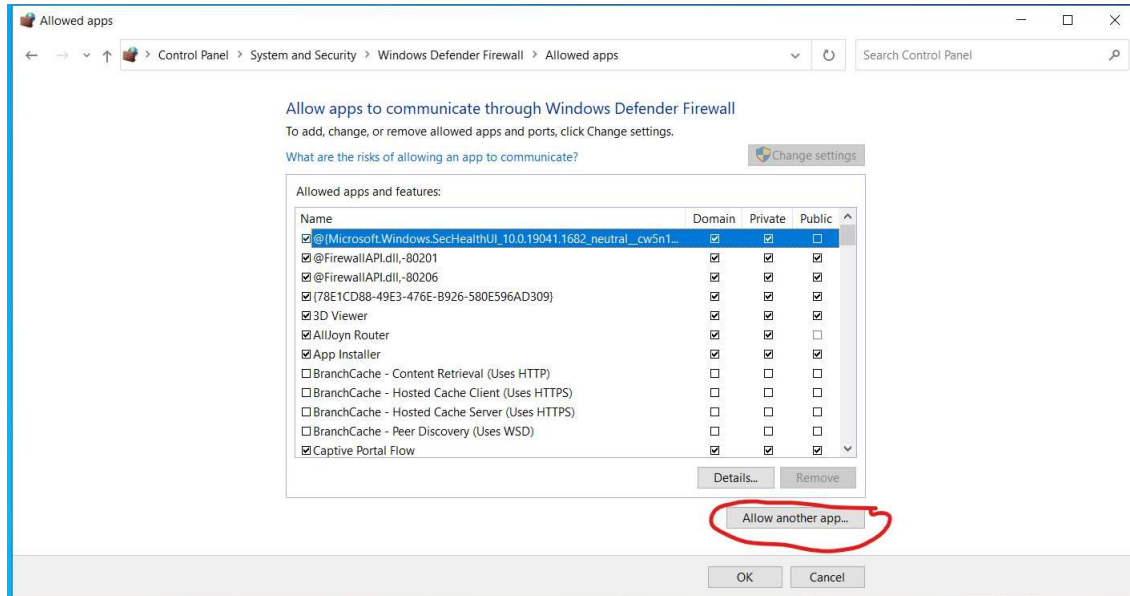 Allowed apps
Control Panel > System and Security > Windows Defender Firewall > Allowed apps
Search Control Panel
Allow apps to communicate through Windows Defender Firewall
To add, change, or remove allowed apps and ports, click Change settings.
What are the risks of allowing an app to communicate?
Change settings
Allowed apps and features:
Name Domain Private Public
@{Microsoft.Windows.SecHealthUI_10.0.19041.1682_neutral__cw5n1...
@FirewallAPI.dll,-80201
@FirewallAPI.dll,-80206
{78E1CD88-49E3-476E-B926-580E596AD309}
3D Viewer
AllJoyn Router
App Installer
BranchCache - Content Retrieval (Uses HTTP)
BranchCache - Hosted Cache Client (Uses HTTPS)
BranchCache - Hosted Cache Server (Uses HTTPS)
BranchCache - Peer Discovery (Uses WSD)
Captive Portal Flow
Details... Remove
Allow another app...
OK Cancel